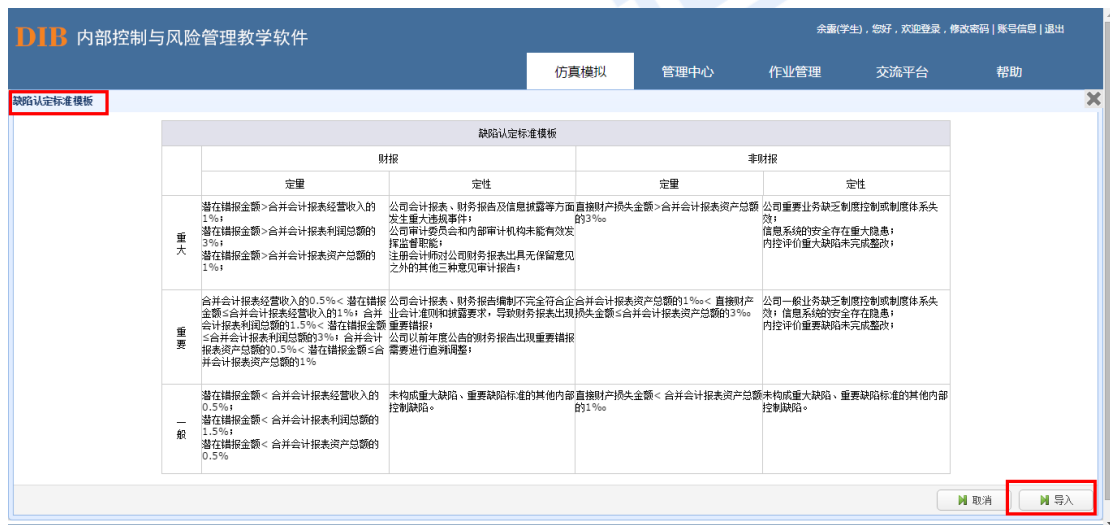 DIB 内部控制与风险管理教学软件
余露(学生)，您好，欢迎登录，修改密码 | 账号信息 | 退出
仿真模拟 管理中心 作业管理 交流平台 帮助
缺陷认定标准模板
缺陷认定标准模板
财报 非财报
定量 定性 定量 定性
重大
潜在错报金额>合并会计报表经营收入的
1%;
潜在错报金额>合并会计报表利润总额的
3%;
潜在错报金额>合并会计报表资产总额的
1%;
公司会计报表、财务报告及信息披露等方面
发生重大违规事件;
公司审计委员会和内部审计机构未能有效发
挥监督职能;
注册会计师对公司财务报表出具无保留意见
之外的其他三种意见审计报告;
直接财产损失金额>合并会计报表资产总额
的3‰
公司重要业务缺乏制度控制或制度体系失
效;
信息系统的安全存在重大隐患;
内控评价重大缺陷未完成整改;
重要
合并会计报表经营收入的0.5%< 潜在错报
金额≤合并会计报表经营收入的1%; 合并
会计报表利润总额的1.5%< 潜在错报金额
≤合并会计报表利润总额的3%; 合并会计
报表资产总额的0.5%< 潜在错报金额≤合
并会计报表资产总额的1%
公司会计报表、财务报告编制不完全符合企
业会计准则和披露要求，导致财务报表出现
重要错报;
公司以前年度公告的财务报告出现重要错报
需要进行追溯调整;
合并会计报表资产总额的1‰< 直接财产
损失金额≤合并会计报表资产总额的3‰
公司一般业务缺乏制度控制或制度体系失
效; 信息系统的安全存在隐患;
内控评价重要缺陷未完成整改;
一般
潜在错报金额< 合并会计报表经营收入的
0.5%;
潜在错报金额< 合并会计报表利润总额的
1.5%;
潜在错报金额< 合并会计报表资产总额的
0.5%
未构成重大缺陷、重要缺陷标准的其他内部
控制缺陷。
直接财产损失金额< 合并会计报表资产总额
的1‰
未构成重大缺陷、重要缺陷标准的其他内部
控制缺陷。
取消 导入